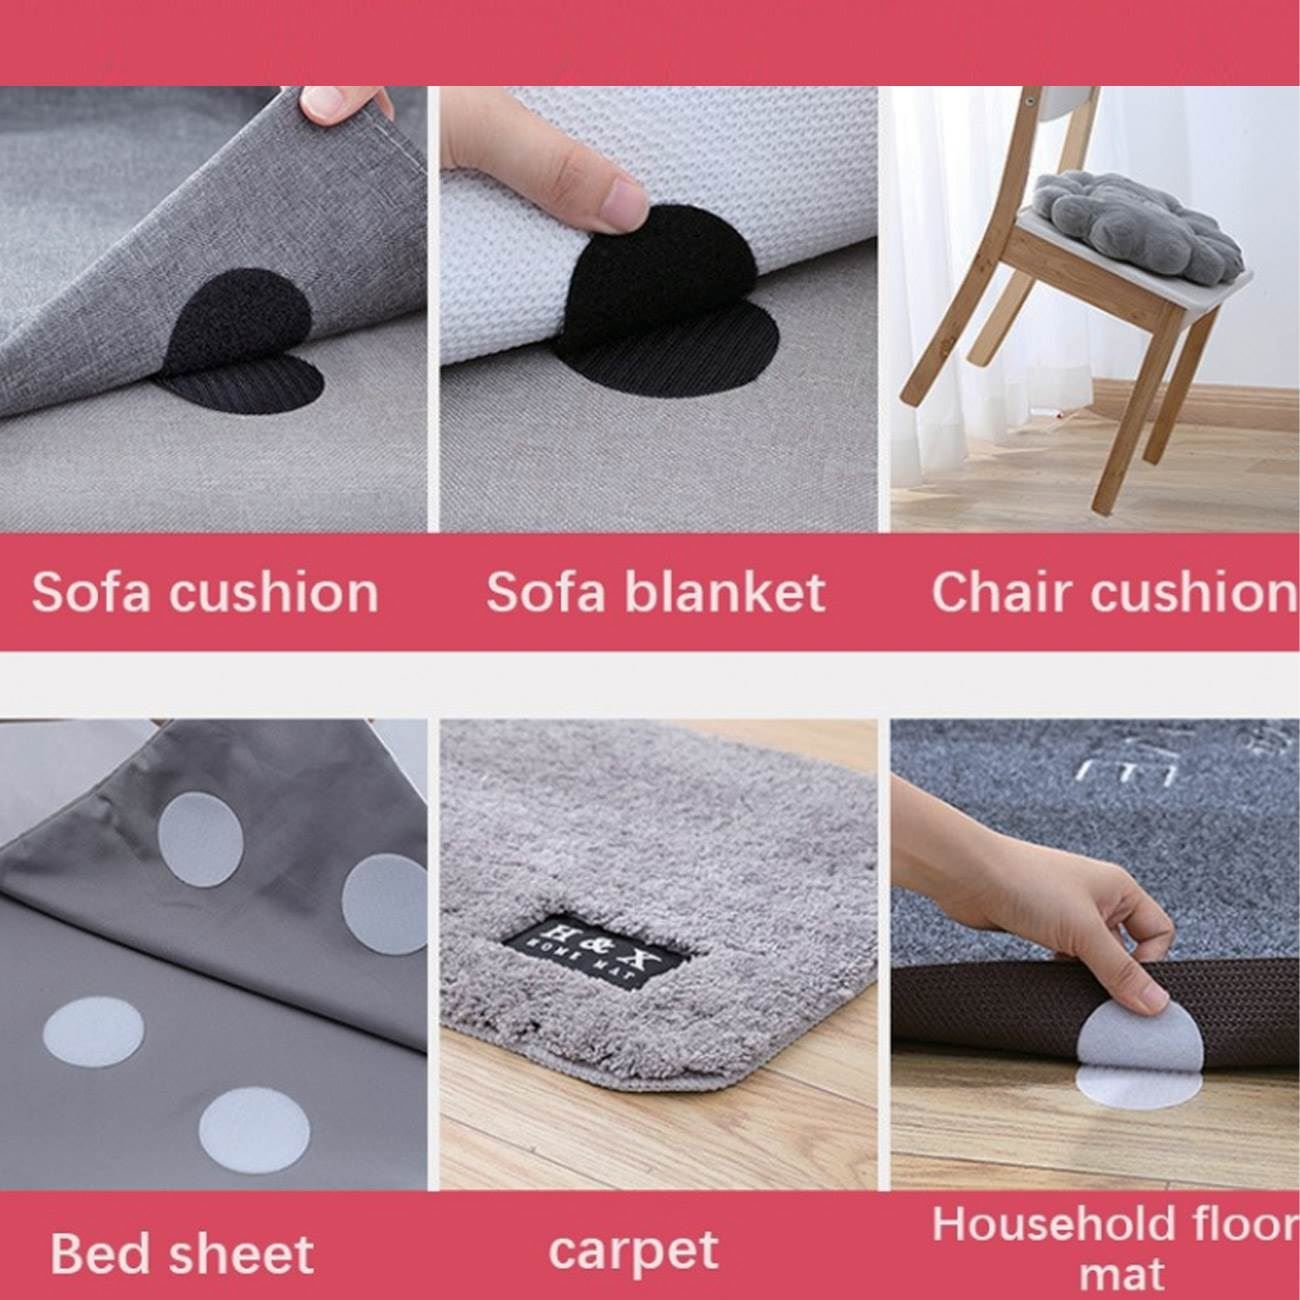 Sofa cushion
Sofa blanket
Chair cushion
H & X
HOME MAT
Bed sheet
carpet
Household floor
mat